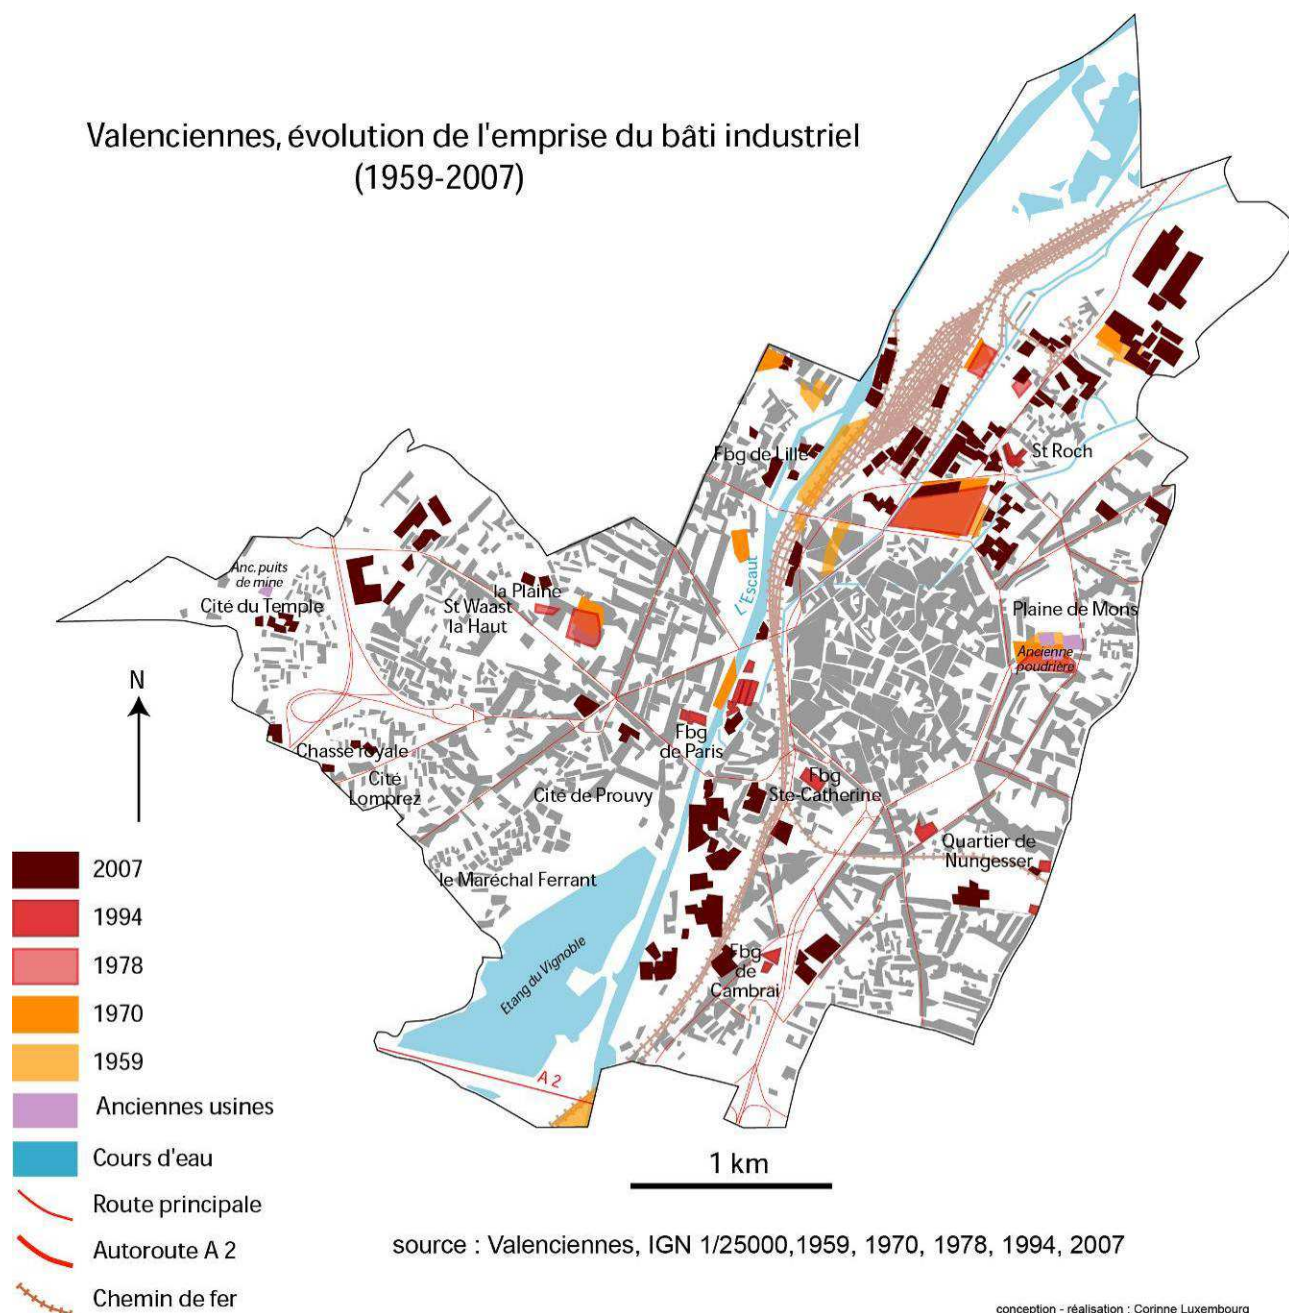 Valenciennes, évolution de l'emprise du bâti industriel
(1959-2007)
Fbg de Lille
St Roch
Anc. puits
de mine
Cité du Temple
la Plaine
St Waast
la Haut
L'Escaut
Plaine de Mons
Ancienne
poudrière
N
Chasse royale
Cité
Lomprez
Fbg
de Paris
Cité de Prouvy
Fbg
Ste-Catherine
Quartier de
Nungesser
le Maréchal Ferrant
Etang du Vignoble
Fbg
de
Cambrai
A 2
2007
1994
1978
1970
1959
Anciennes usines
Cours d'eau
Route principale
Autoroute A 2
Chemin de fer
1 km
source : Valenciennes, IGN 1/25000,1959, 1970, 1978, 1994, 2007
conception - réalisation : Corinne Luxembourg